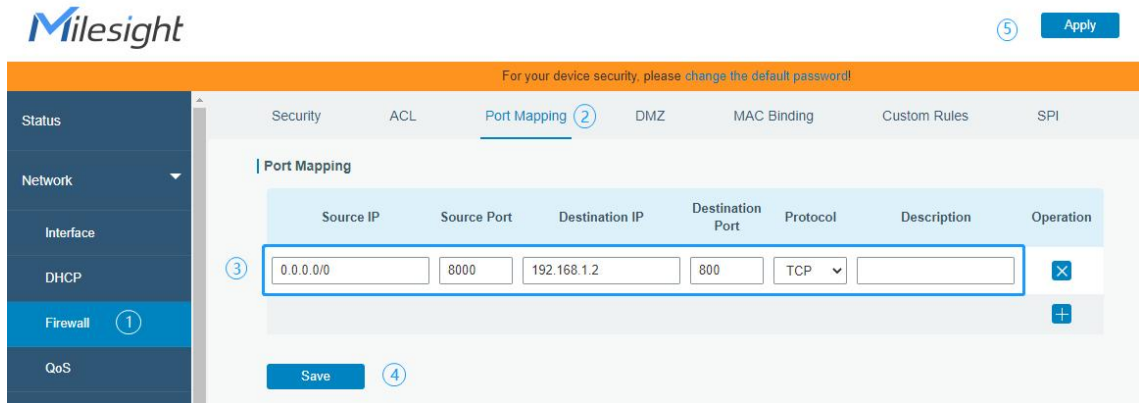 Milesight
5 Apply
For your device security, please change the default password!
Status
Network
Interface
DHCP
Firewall 1
QoS
Security ACL Port Mapping 2 DMZ MAC Binding Custom Rules SPI
Port Mapping
Source IP Source Port Destination IP Destination Port Protocol Description Operation
3 0.0.0.0/0 8000 192.168.1.2 800 TCP
Save 4